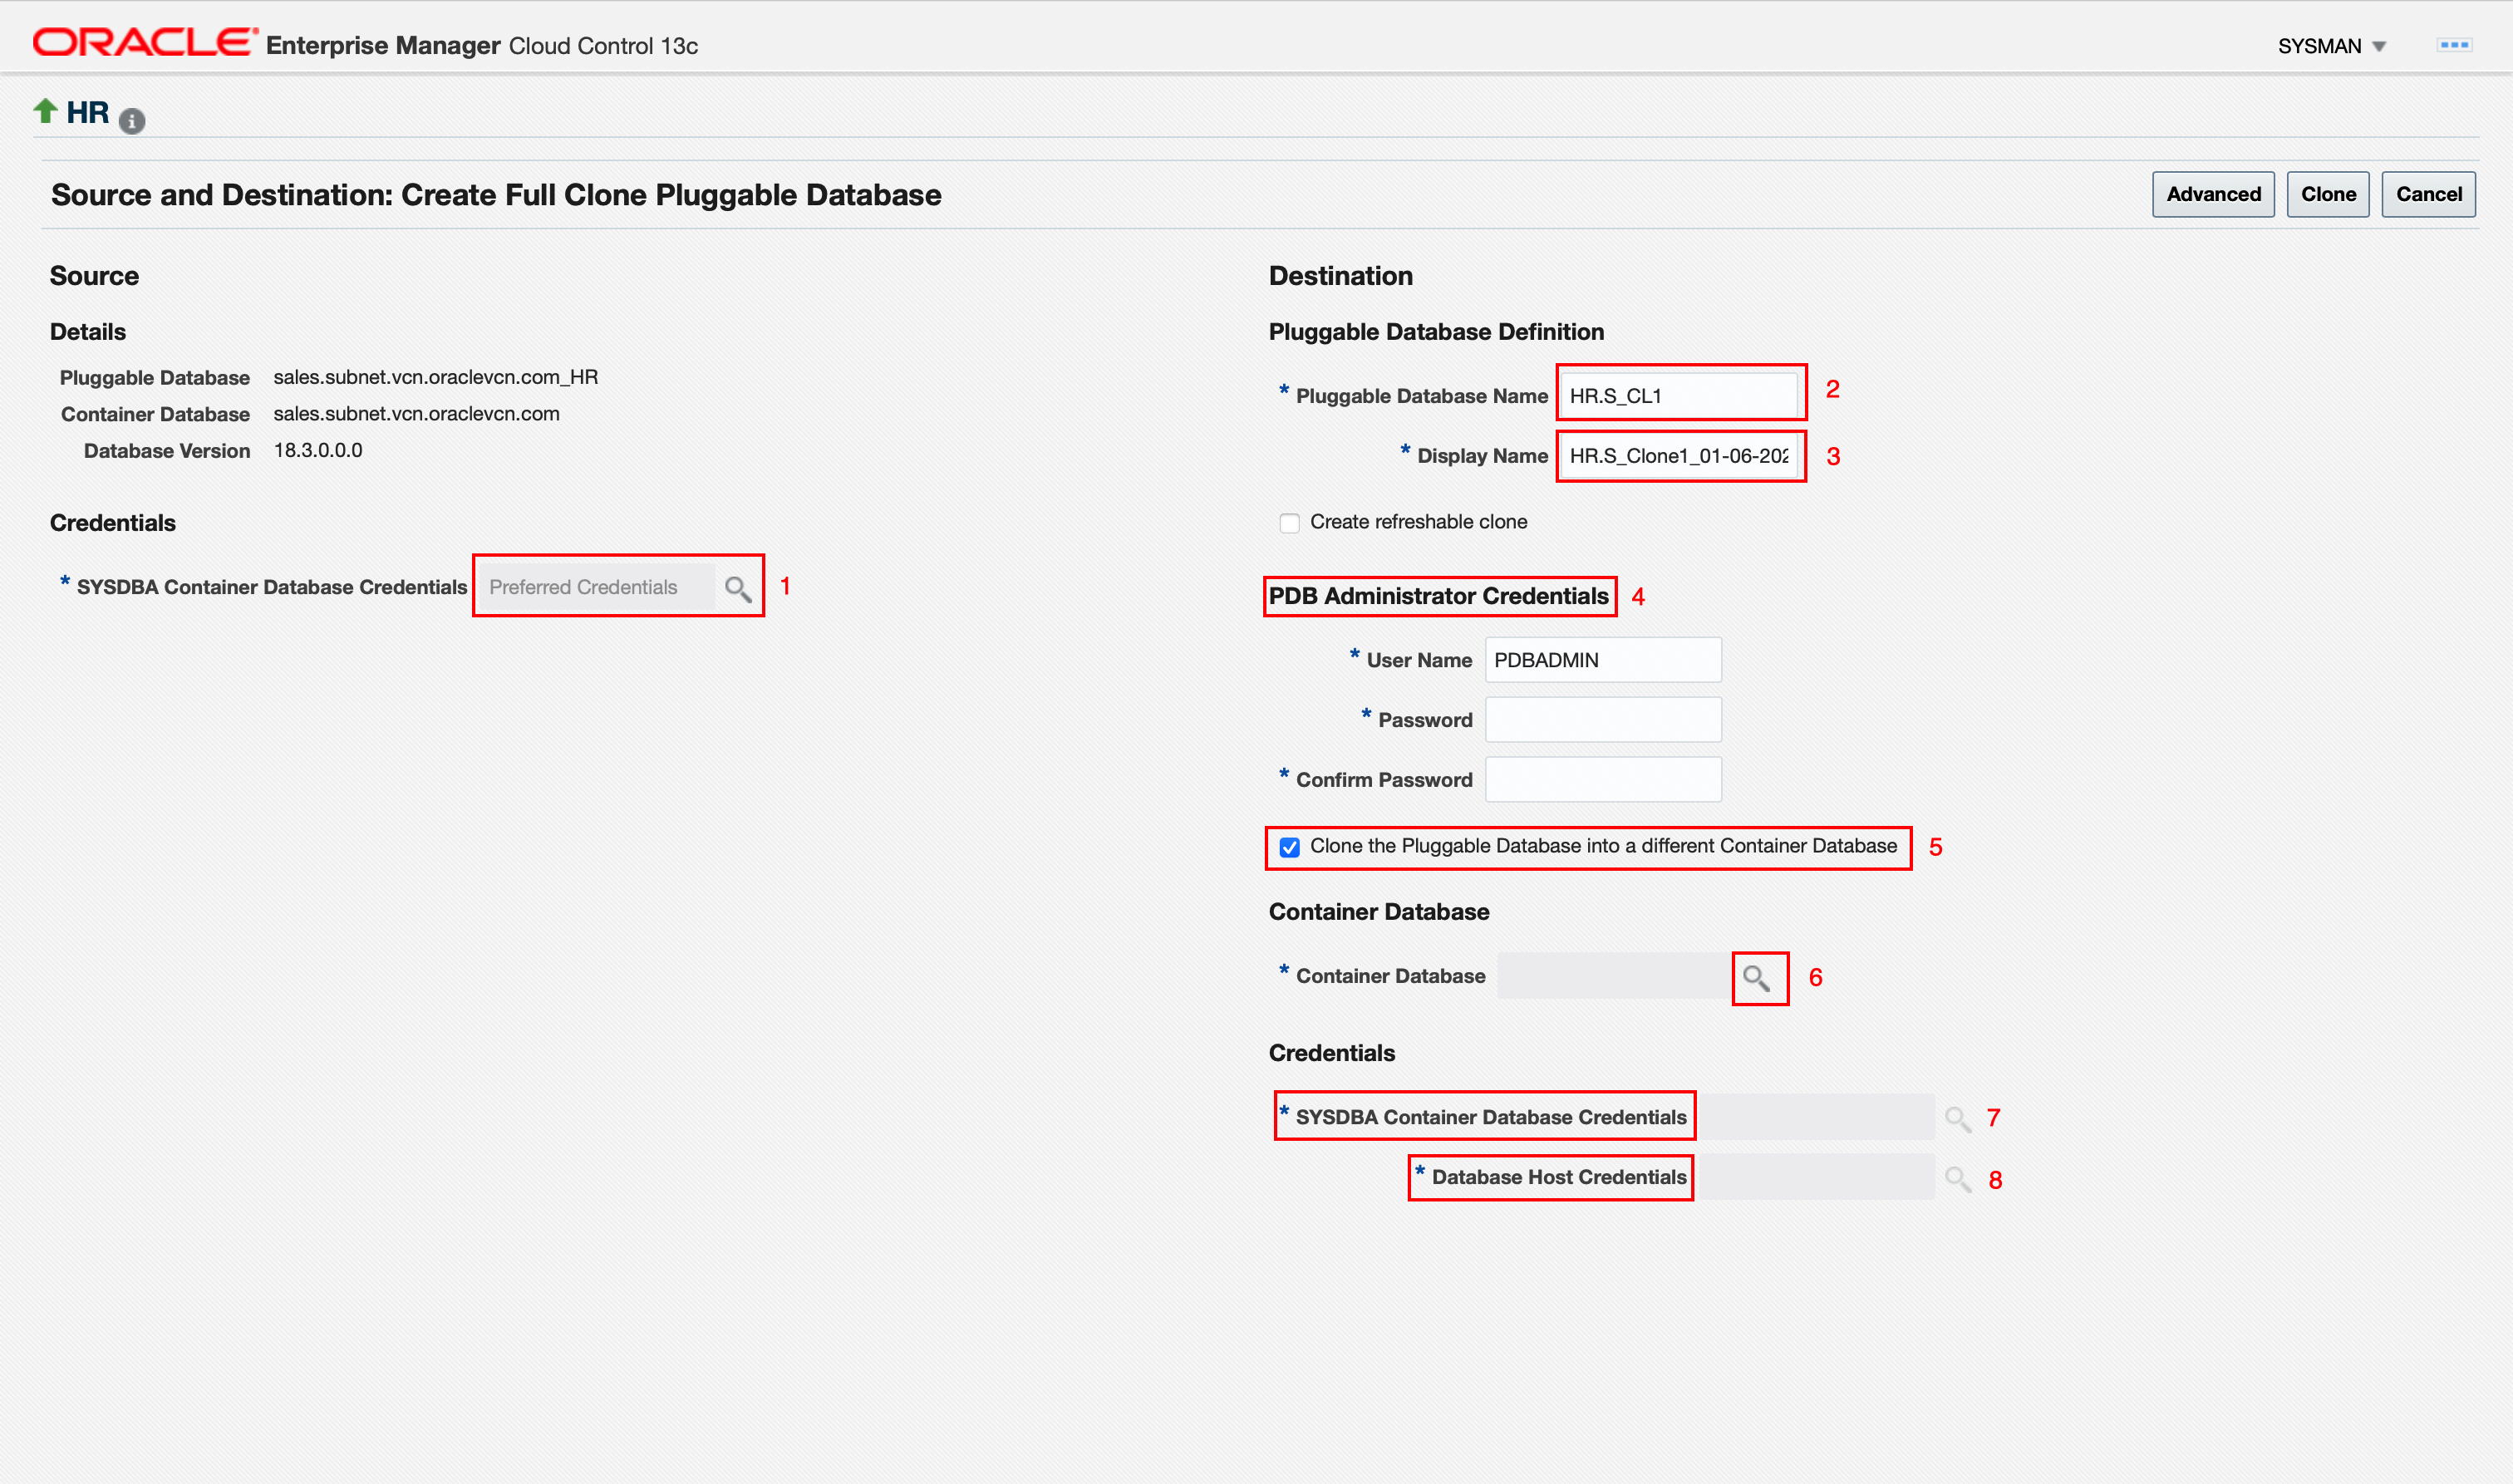 ORACLE® Enterprise Manager Cloud Control 13c
SYSMAN
HR
Source and Destination: Create Full Clone Pluggable Database
Advanced
Clone
Cancel
Source
Details
Pluggable Database sales.subnet.vcn.oraclevcn.com_HR
Container Database sales.subnet.vcn.oraclevcn.com
Database Version 18.3.0.0.0
Credentials
* SYSDBA Container Database Credentials Preferred Credentials 1
Destination
Pluggable Database Definition
* Pluggable Database Name HR.S_CL1 2
* Display Name HR.S_Clone1_01-06-202 3
Create refreshable clone
PDB Administrator Credentials 4
* User Name PDBADMIN
* Password
* Confirm Password
Clone the Pluggable Database into a different Container Database 5
Container Database
* Container Database 6
Credentials
* SYSDBA Container Database Credentials 7
* Database Host Credentials 8